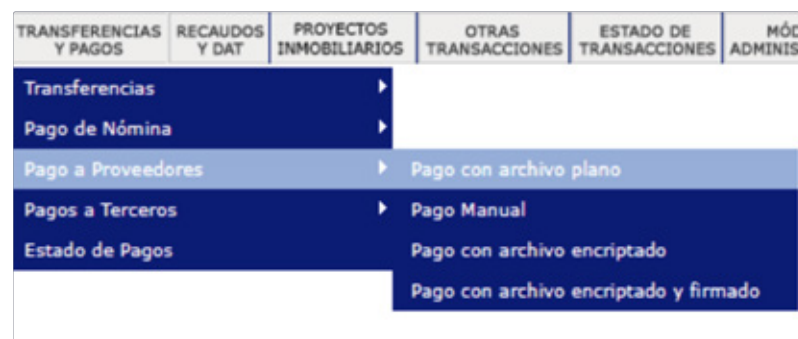 TRANSFERENCIAS Y PAGOS
RECAUDOS Y DAT
PROYECTOS INMOBILIARIOS
OTRAS TRANSACCIONES
ESTADO DE TRANSACCIONES
Transferencias
Pago de Nómina
Pago a Proveedores
Pagos a Terceros
Estado de Pagos
Pago con archivo plano
Pago Manual
Pago con archivo encriptado
Pago con archivo encriptado y firmado